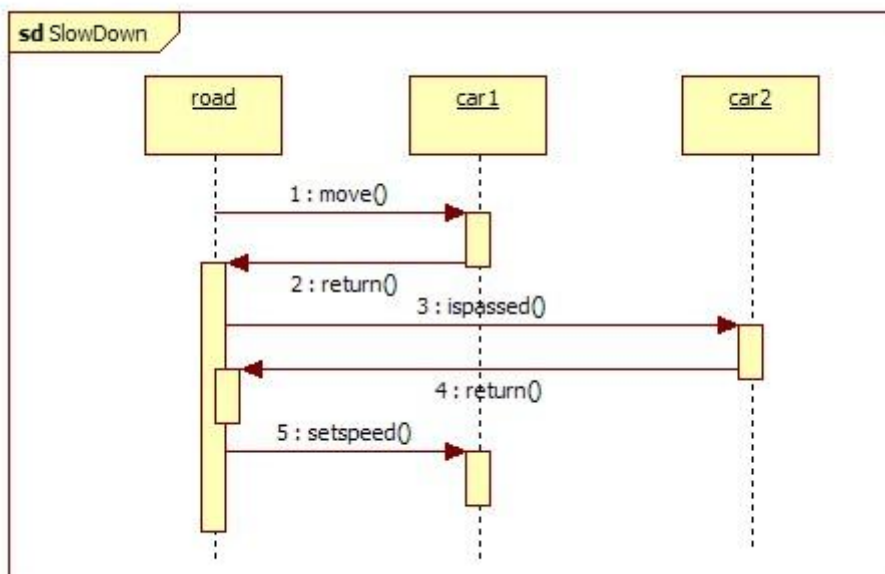 sd SlowDown
road
car1
car2
1 : move()
2 : return()
3 : ispassed()
4 : return()
5 : setspeed()